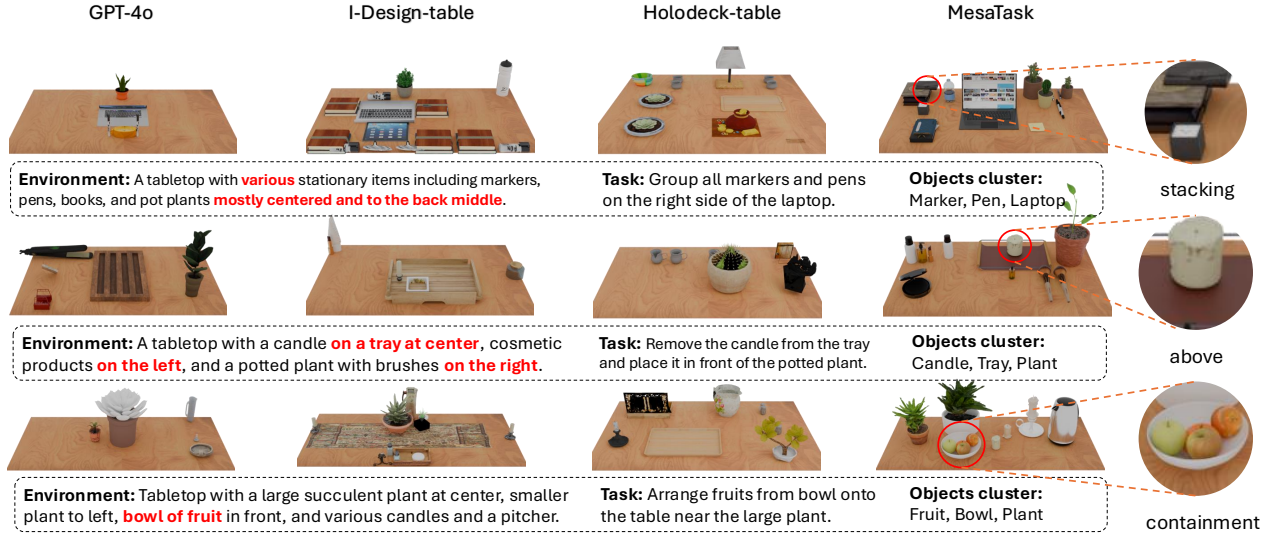 GPT-4o
I-Design-table
Holodeck-table
MesaTask
Environment: A tabletop with various stationary items including markers,
pens, books, and pot plants mostly centered and to the back middle.
Task: Group all markers and pens
on the right side of the laptop.
Objects cluster:
Marker, Pen, Laptop
stacking
Environment: A tabletop with a candle on a tray at center, cosmetic
products on the left, and a potted plant with brushes on the right.
Task: Remove the candle from the tray
and place it in front of the potted plant.
Objects cluster:
Candle, Tray, Plant
above
Environment: Tabletop with a large succulent plant at center, smaller
plant to left, bowl of fruit in front, and various candles and a pitcher.
Task: Arrange fruits from bowl onto
the table near the large plant.
Objects cluster:
Fruit, Bowl, Plant
containment